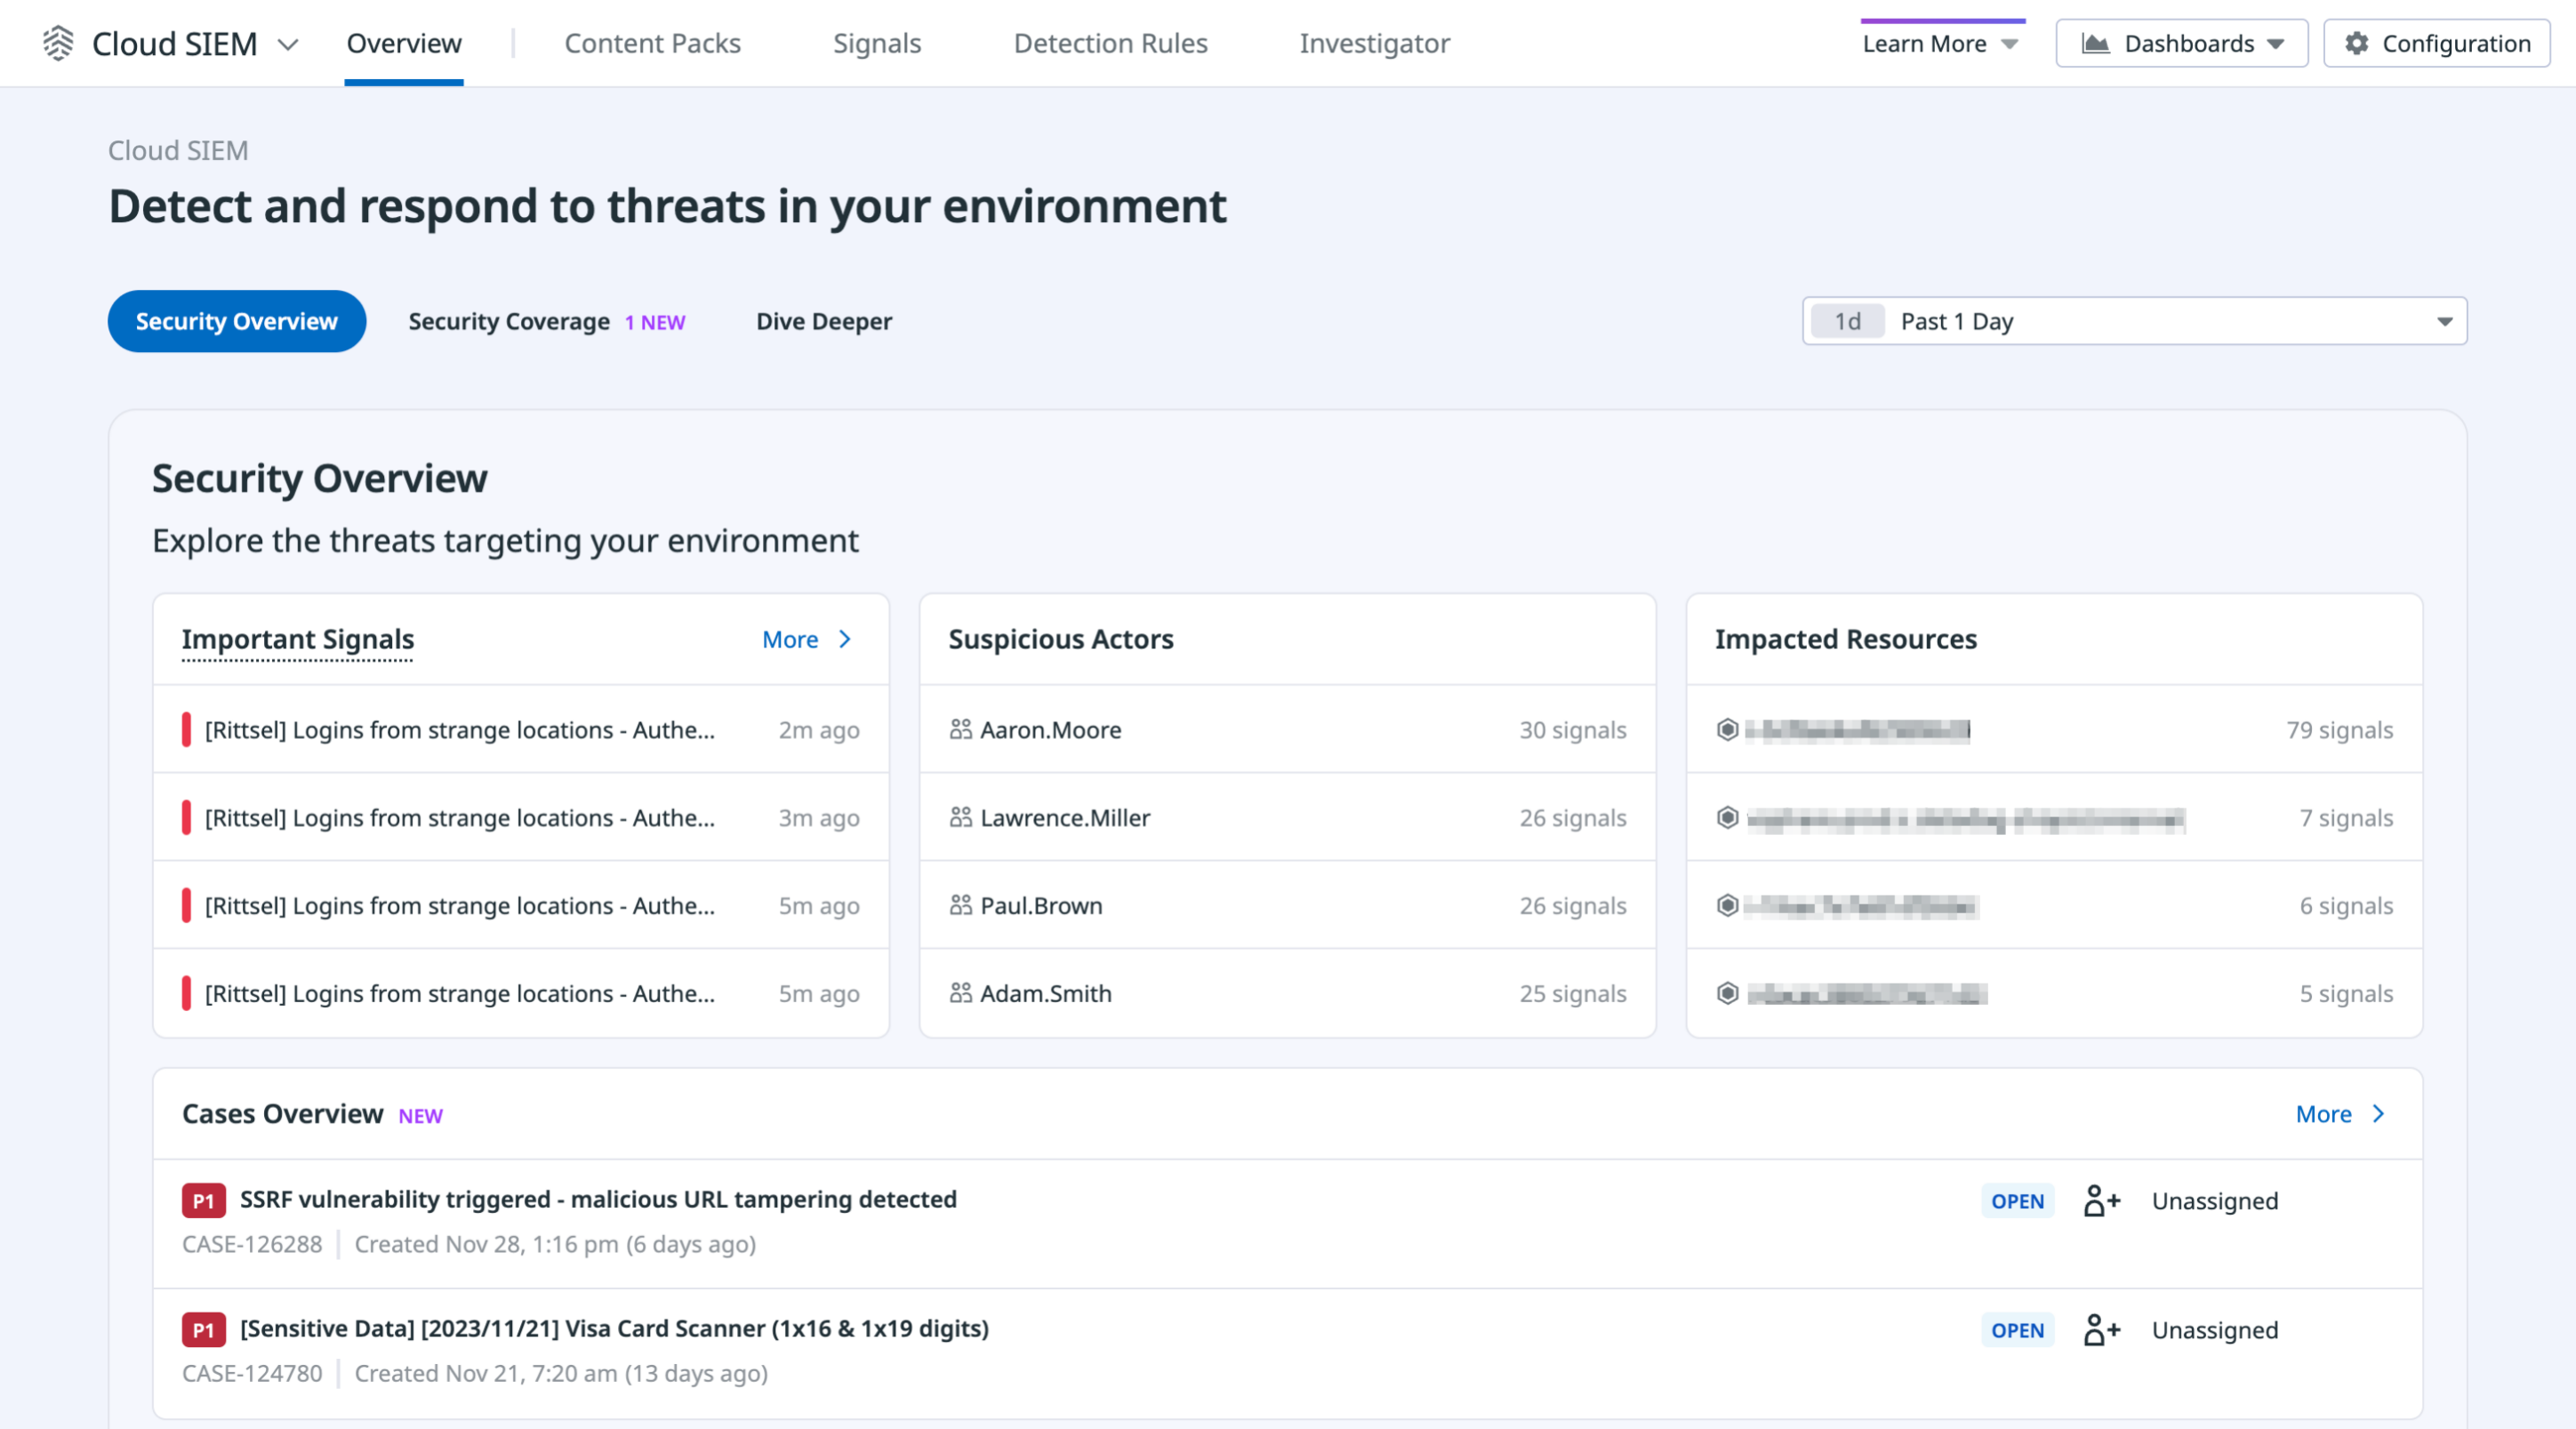 Cloud SIEM Overview Content Packs Signals Detection Rules Investigator Learn More Dashboards Configuration
Cloud SIEM
Detect and respond to threats in your environment
Security Overview Security Coverage 1 NEW Dive Deeper 1d Past 1 Day
Security Overview
Explore the threats targeting your environment
Important Signals More
[Rittsel] Logins from strange locations - Authe... 2m ago
[Rittsel] Logins from strange locations - Authe... 3m ago
[Rittsel] Logins from strange locations - Authe... 5m ago
[Rittsel] Logins from strange locations - Authe... 5m ago
Suspicious Actors
Aaron.Moore 30 signals
Lawrence.Miller 26 signals
Paul.Brown 26 signals
Adam.Smith 25 signals
Impacted Resources
79 signals
7 signals
6 signals
5 signals
Cases Overview NEW More
P1 SSRF vulnerability triggered - malicious URL tampering detected OPEN Unassigned
CASE-126288 Created Nov 28, 1:16 pm (6 days ago)
P1 [Sensitive Data] [2023/11/21] Visa Card Scanner (1x16 & 1x19 digits) OPEN Unassigned
CASE-124780 Created Nov 21, 7:20 am (13 days ago)